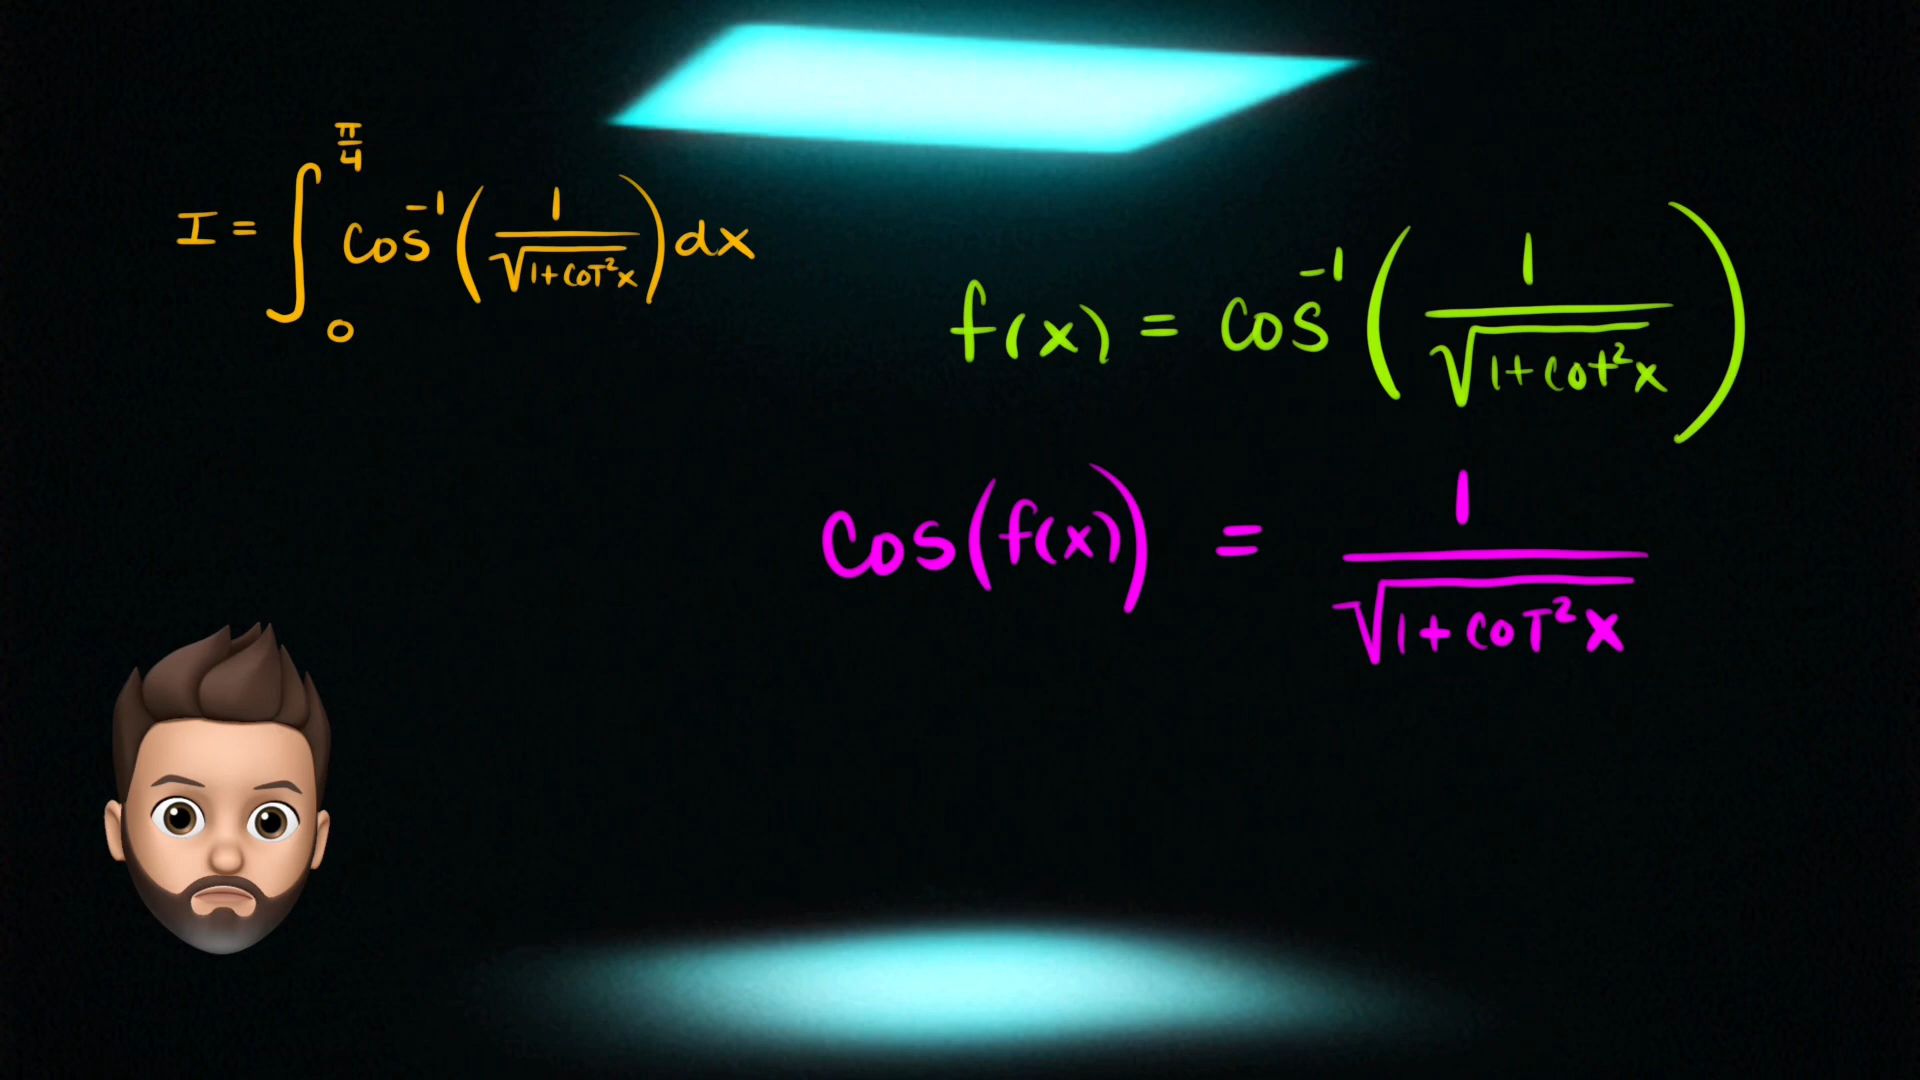 I = ∫₀^(π/4) cos⁻¹(1/√(1+cot²x)) dx
f(x) = cos⁻¹(1/√(1+cot²x))
cos(f(x)) = 1/√(1+cot²x)